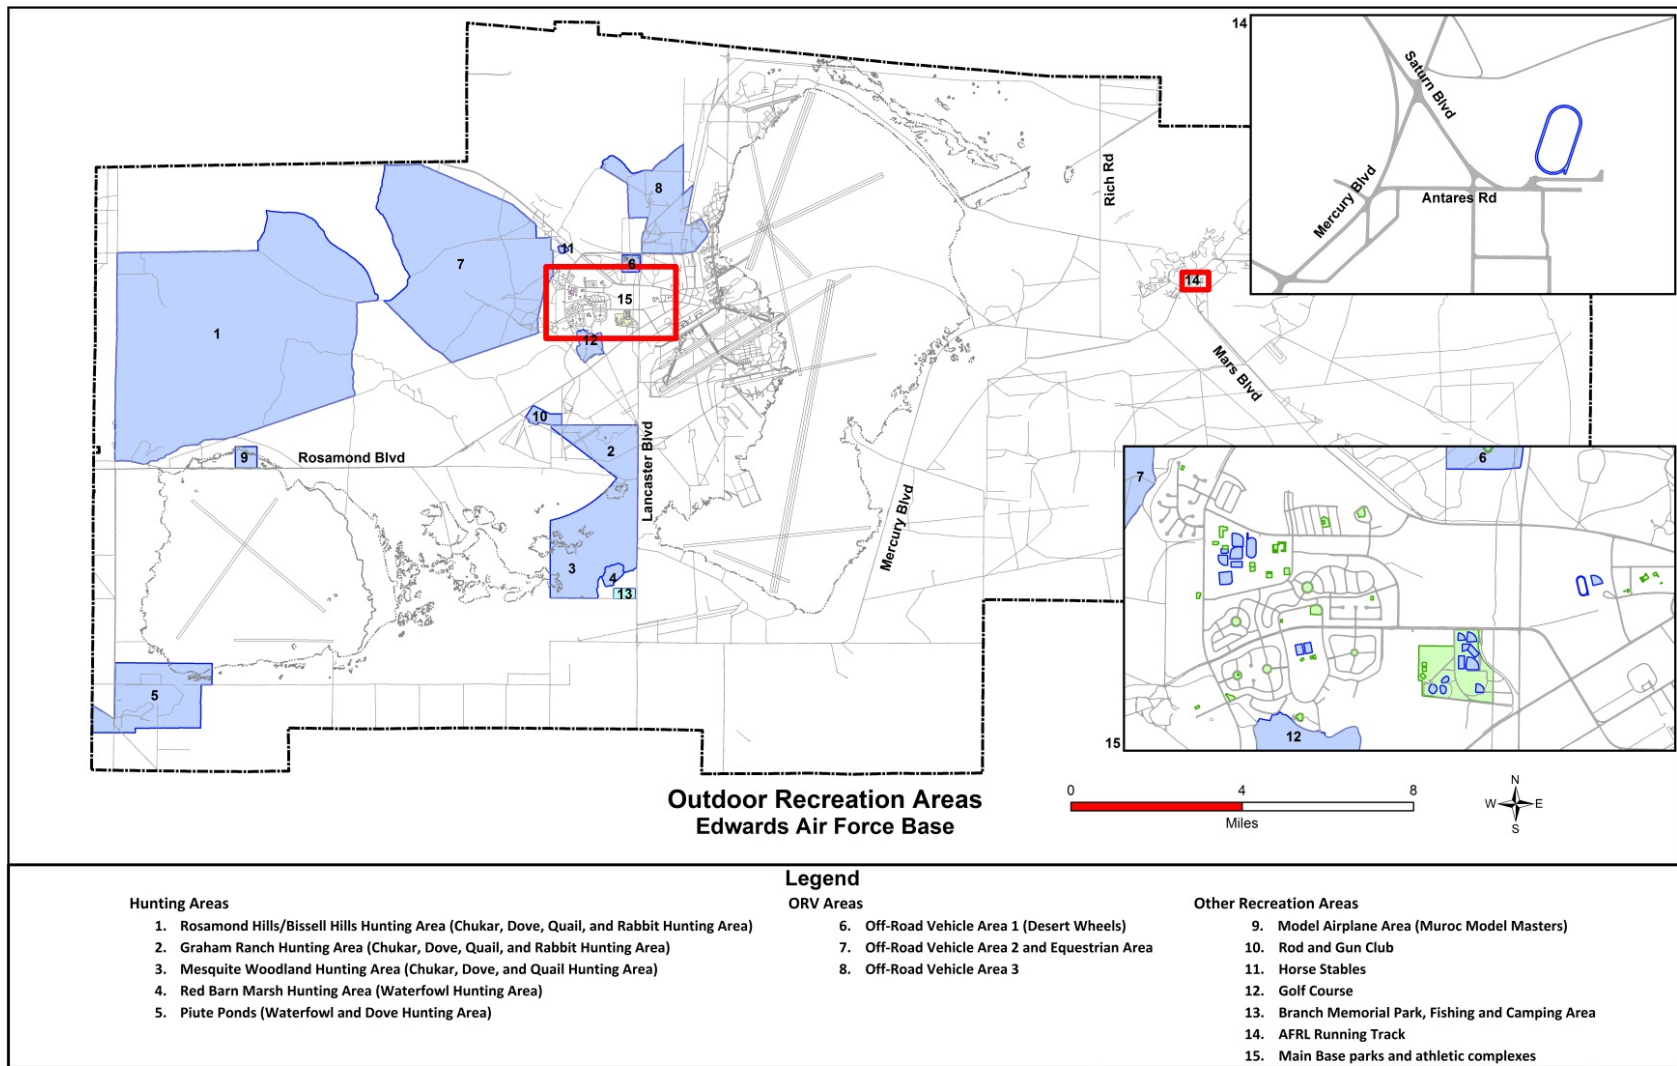 14
Saturn Blvd
Mercury Blvd
Antares Rd
8
Rich Rd
11
7
6
14
15
1
12
Mars Blvd
10
2
Lancaster Blvd
9
Rosamond Blvd
7
6
Mercury Blvd
3
4
13
5
12
15
Outdoor Recreation Areas
Edwards Air Force Base
0 4 8
Miles
N
W E
S
Legend
Hunting Areas
1. Rosamond Hills/Bissell Hills Hunting Area (Chukar, Dove, Quail, and Rabbit Hunting Area)
2. Graham Ranch Hunting Area (Chukar, Dove, Quail, and Rabbit Hunting Area)
3. Mesquite Woodland Hunting Area (Chukar, Dove, and Quail Hunting Area)
4. Red Barn Marsh Hunting Area (Waterfowl Hunting Area)
5. Piute Ponds (Waterfowl and Dove Hunting Area)
ORV Areas
6. Off-Road Vehicle Area 1 (Desert Wheels)
7. Off-Road Vehicle Area 2 and Equestrian Area
8. Off-Road Vehicle Area 3
Other Recreation Areas
9. Model Airplane Area (Muroc Model Masters)
10. Rod and Gun Club
11. Horse Stables
12. Golf Course
13. Branch Memorial Park, Fishing and Camping Area
14. AFRL Running Track
15. Main Base parks and athletic complexes